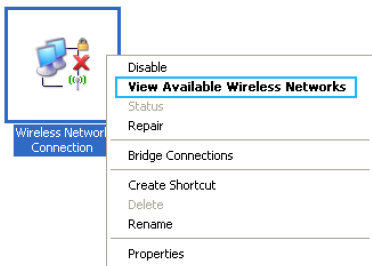 Disable
View Available Wireless Networks
Status
Repair
Wireless Network
Connection
Bridge Connections
Create Shortcut
Delete
Rename
Properties